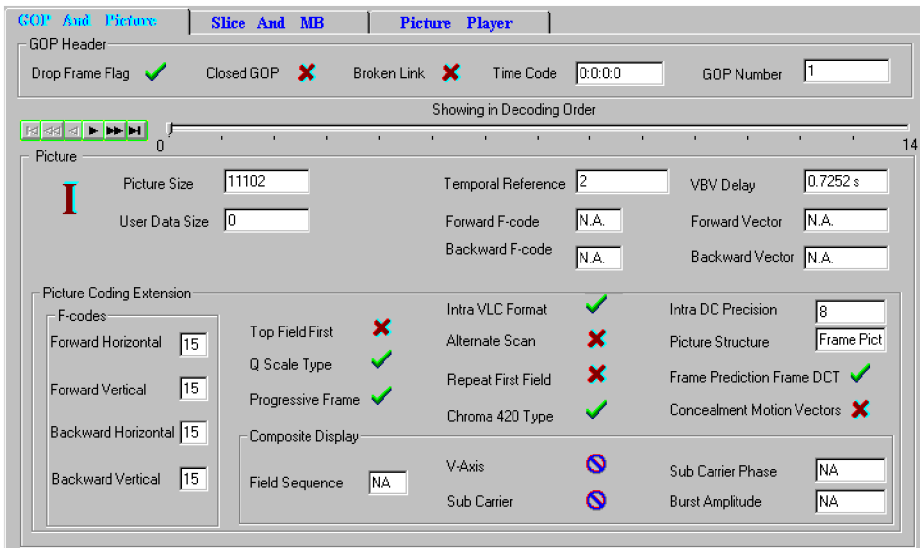 GOP And Picture Slice And MB Picture Player
GOP Header
Drop Frame Flag Closed GOP Broken Link Time Code 0:0:0:0 GOP Number 1
Showing in Decoding Order
0 14
Picture
I Picture Size 11102 Temporal Reference 2 VBV Delay 0.7252 s
User Data Size 0 Forward F-code N.A. Forward Vector N.A.
Backward F-code N.A. Backward Vector N.A.
Picture Coding Extension
F-codes
Forward Horizontal 15
Forward Vertical 15
Backward Horizontal 15
Backward Vertical 15
Top Field First
Q Scale Type
Progressive Frame
Intra VLC Format
Alternate Scan
Repeat First Field
Chroma 420 Type
Intra DC Precision 8
Picture Structure Frame Pict
Frame Prediction Frame DCT
Concealment Motion Vectors
Composite Display
Field Sequence NA
V-Axis
Sub Carrier
Sub Carrier Phase NA
Burst Amplitude NA